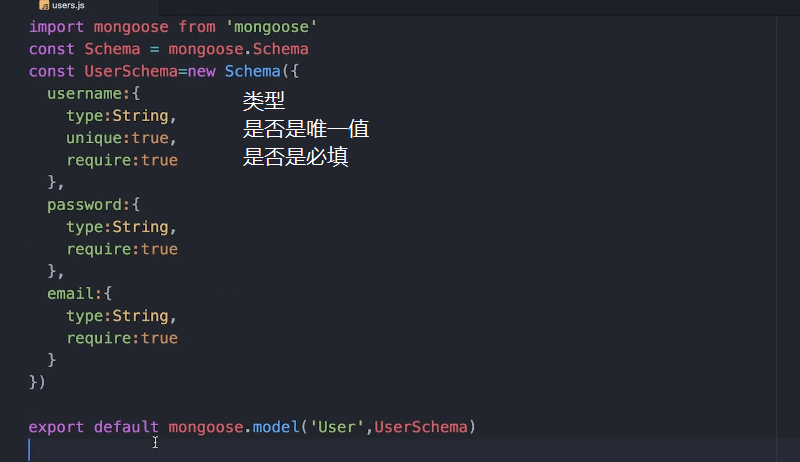 users.js
import mongoose from 'mongoose'
const Schema = mongoose.Schema
const UserSchema=new Schema({
username:{
类型
type:String,
是否是唯一值
unique:true,
是否是必填
require:true
},
password:{
type:String,
require:true
},
email:{
type:String,
require:true
}
})
export default mongoose.model('User',UserSchema)